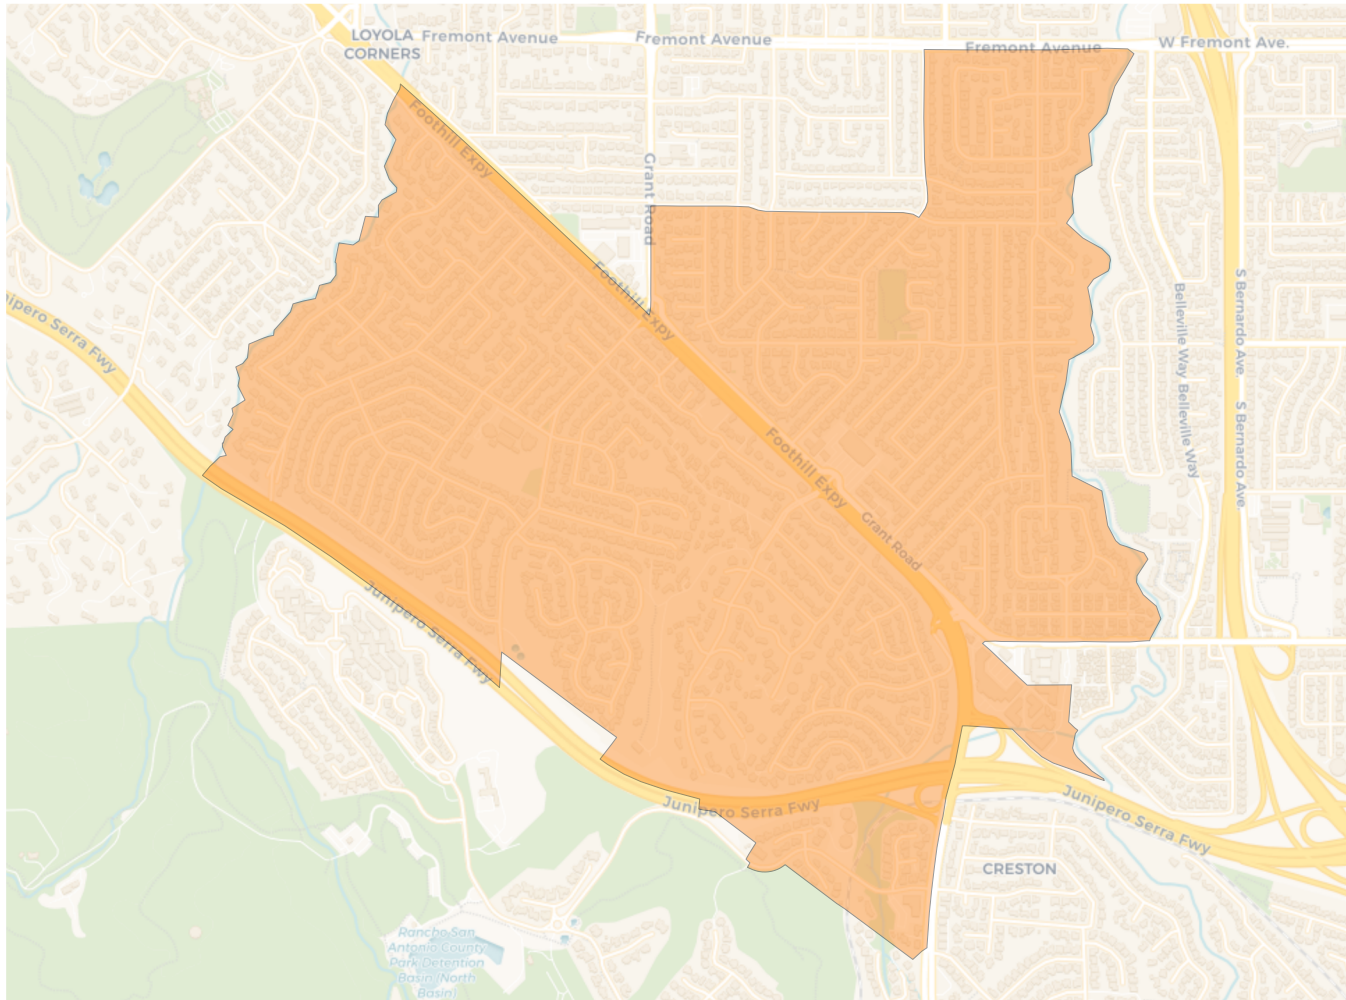 LOYOLA
CORNERS
Fremont Avenue
Fremont Avenue
Fremont Avenue
W Fremont Ave.
Foothill Expy
Grant Road
Foothill Expy
Junipero Serra Fwy
Belleville Way
Belleville Way
S Bernardo Ave.
S Bernardo Ave.
Foothill Expy
Grant Road
Junipero Serra Fwy
Junipero Serra Fwy
Junipero Serra Fwy
CRESTON
Rancho San
Antonio County
Park Detention
Basin (North
Basin)